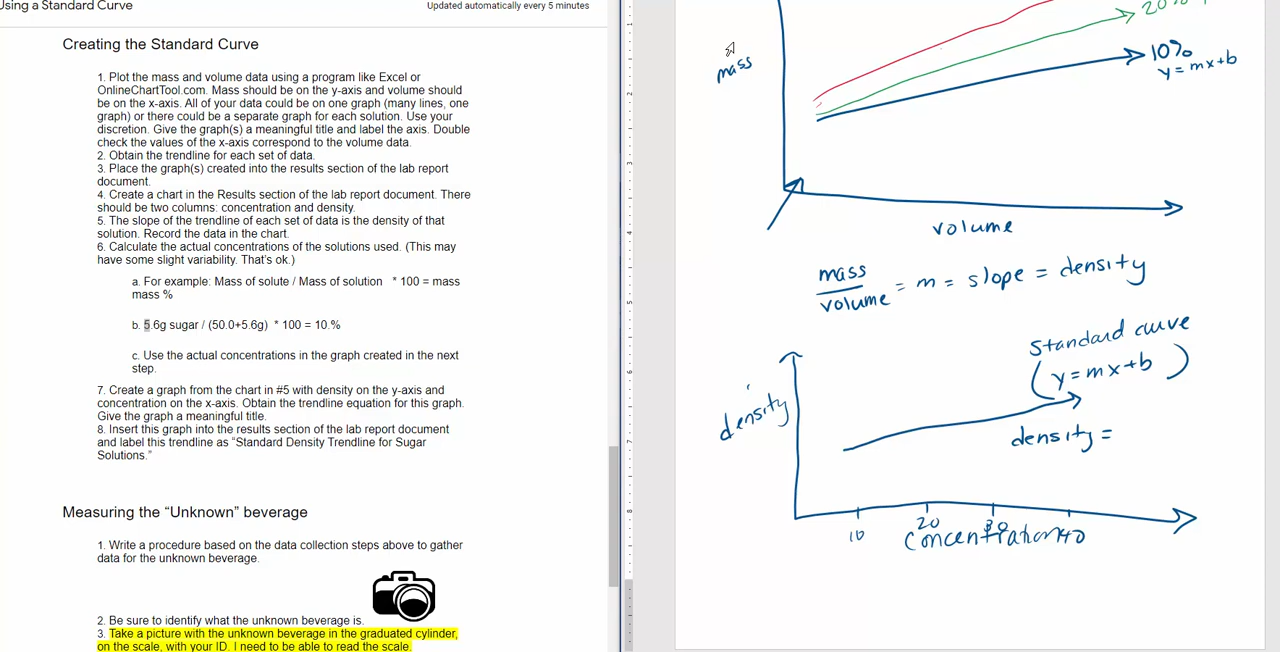 Using a Standard Curve
Updated automatically every 5 minutes
Creating the Standard Curve
1. Plot the mass and volume data using a program like Excel or
OnlineChartTool.com. Mass should be on the y-axis and volume should
be on the x-axis. All of your data could be on one graph (many lines, one
graph) or there could be a separate graph for each solution. Use your
discretion. Give the graph(s) a meaningful title and label the axis. Double
check the values of the x-axis correspond to the volume data.
2. Obtain the trendline for each set of data.
3. Place the graph(s) created into the results section of the lab report
document.
4. Create a chart in the Results section of the lab report document. There
should be two columns: concentration and density.
5. The slope of the trendline of each set of data is the density of that
solution. Record the data in the chart.
6. Calculate the actual concentrations of the solutions used. (This may
have some slight variability. That's ok.)
a. For example: Mass of solute / Mass of solution * 100 = mass
mass %
b. 5.6g sugar / (50.0+5.6g) * 100 = 10.%
c. Use the actual concentrations in the graph created in the next
step.
7. Create a graph from the chart in #5 with density on the y-axis and
concentration on the x-axis. Obtain the trendline equation for this graph.
Give the graph a meaningful title.
8. Insert this graph into the results section of the lab report document
and label this trendline as “Standard Density Trendline for Sugar
Solutions.”
Measuring the “Unknown” beverage
1. Write a procedure based on the data collection steps above to gather
data for the unknown beverage.
2. Be sure to identify what the unknown beverage is.
3. Take a picture with the unknown beverage in the graduated cylinder,
on the scale, with your ID. I need to be able to read the scale.
20%
mass
10%
y = mx+b
volume
mass
volume = m = slope = density
Standard curve
(y = mx+b)
density
density =
10 20 30 40
Concentration